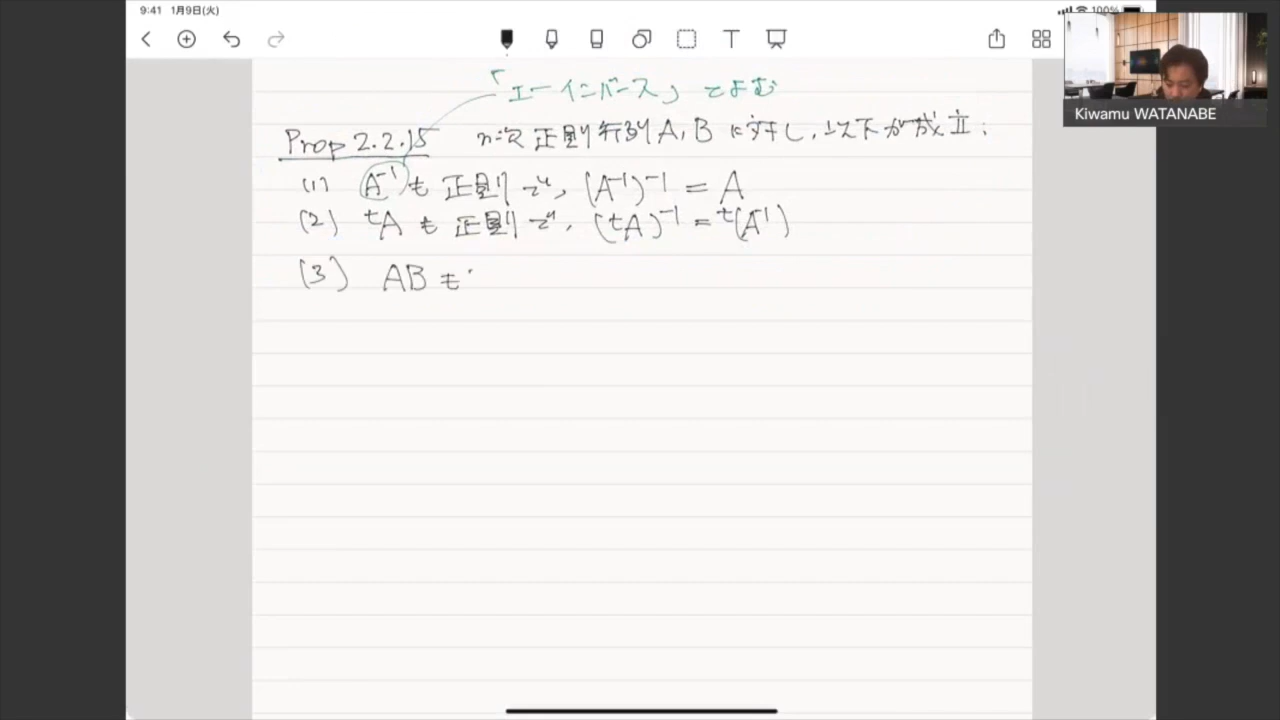 9:41 1月9日(火)
100%
Kiwamu WATANABE
「エーインバース」とよむ
Prop 2.2.15 n次正則行列A, Bに対し, 以下が成立:
(1) A⁻¹も正則で, (A⁻¹)⁻¹ = A
(2) ᵗAも正則で, (ᵗA)⁻¹ = ᵗ(A⁻¹)
(3) ABも